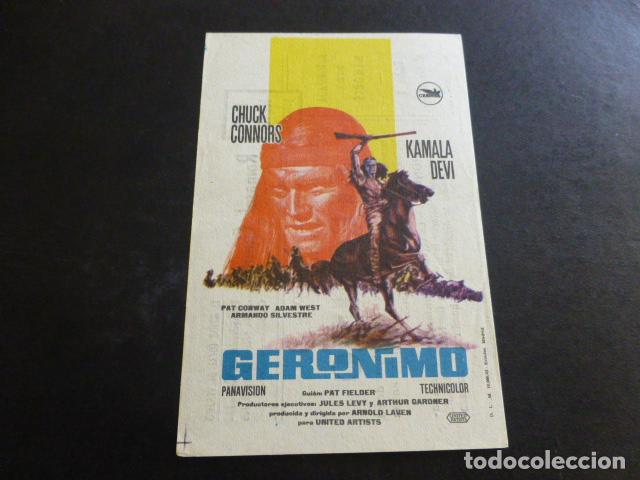 CHUCK
CONNORS
KAMALA
DEVI
PAT CONWAY ADAM WEST
ARMANDO SILVESTRE
GERONIMO
PANAVISION
TECHNICOLOR
Guión: PAT FIELDER
Productores ejecutivos: JULES LEVY y ARTHUR GARDNER
producida y dirigida por ARNOLD LAVEN
para UNITED ARTISTS
todocoleccion.net